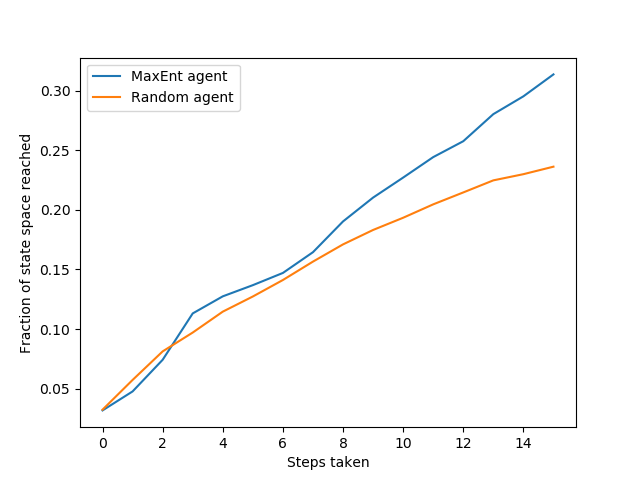 MaxEnt agent
Random agent
0.30
0.25
0.20
0.15
0.10
0.05
Fraction of state space reached
0 2 4 6 8 10 12 14
Steps taken